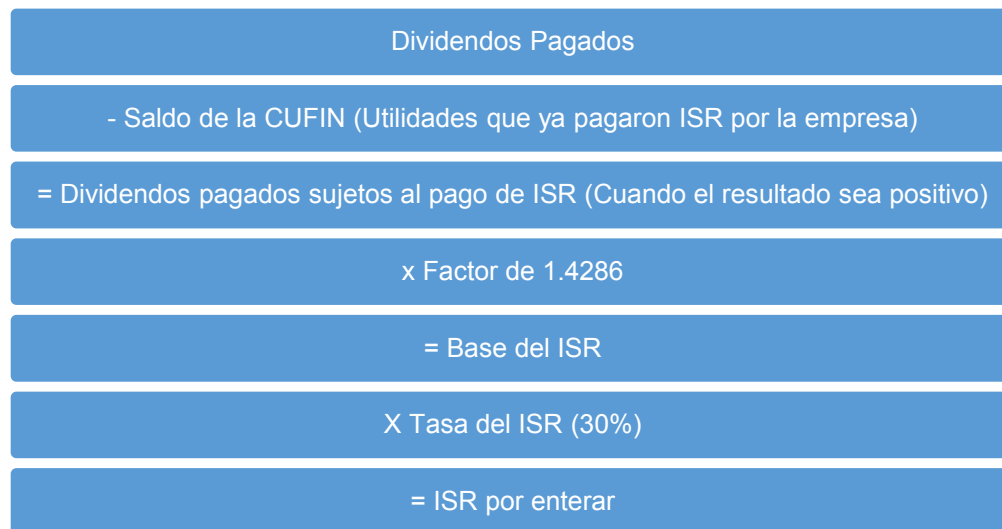 Dividendos Pagados
- Saldo de la CUFIN (Utilidades que ya pagaron ISR por la empresa)
= Dividendos pagados sujetos al pago de ISR (Cuando el resultado sea positivo)
x Factor de 1.4286
= Base del ISR
X Tasa del ISR (30%)
= ISR por enterar